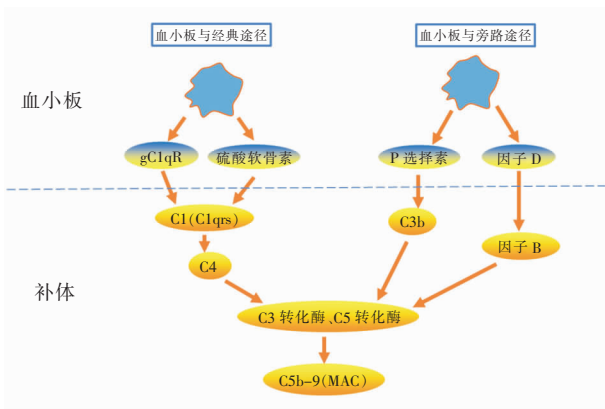 血小板与经典途径
血小板与旁路途径
血小板
gC1qR
硫酸软骨素
P 选择素
因子 D
C1(C1qrs)
C3b
因子 B
C4
补体
C3 转化酶、C5 转化酶
C5b-9(MAC)